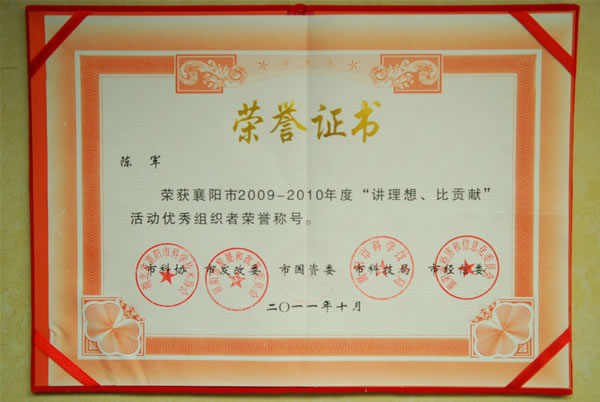 荣誉证书
陈军
荣获襄阳市2009-2010年度“讲理想、比贡献”
活动优秀组织者荣誉称号。
市科协 市发改委 市国资委 市科技局 市经信委
二〇一一年十月